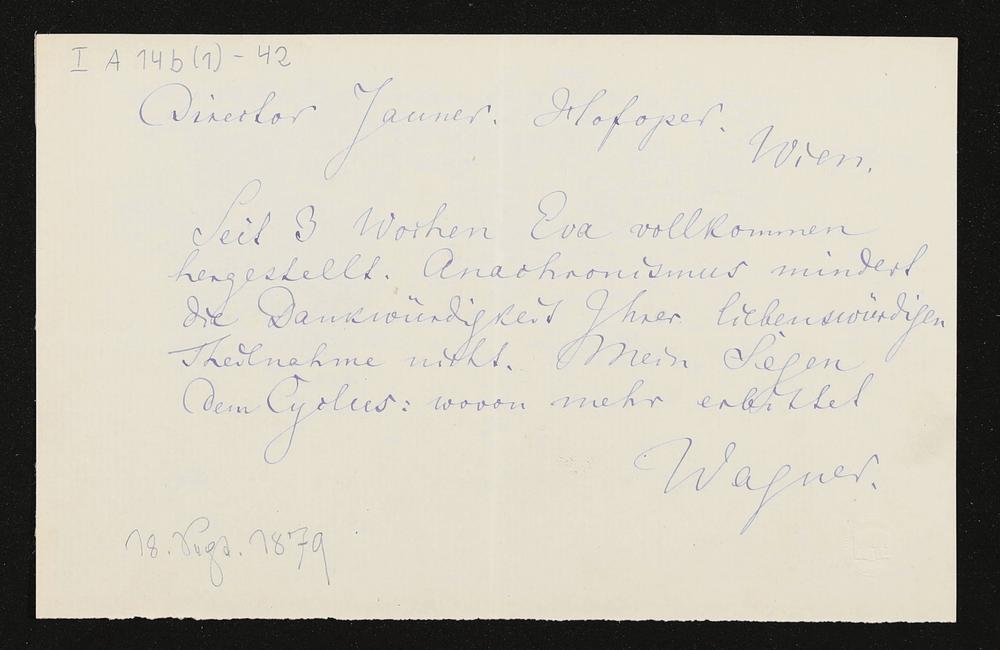 I A 14b(1) - 42
Director Jauner. Hofoper.
Wien.
Seit 3 Wochen Eva vollkommen
hergestellt. Anachronismus mindert
die Dankwürdigkeit Ihrer liebenswürdigen
Theilnahme nicht. Mein Segen
dem Cyclus: wovon mehr erbittet
Wagner.
18. Augs. 1879